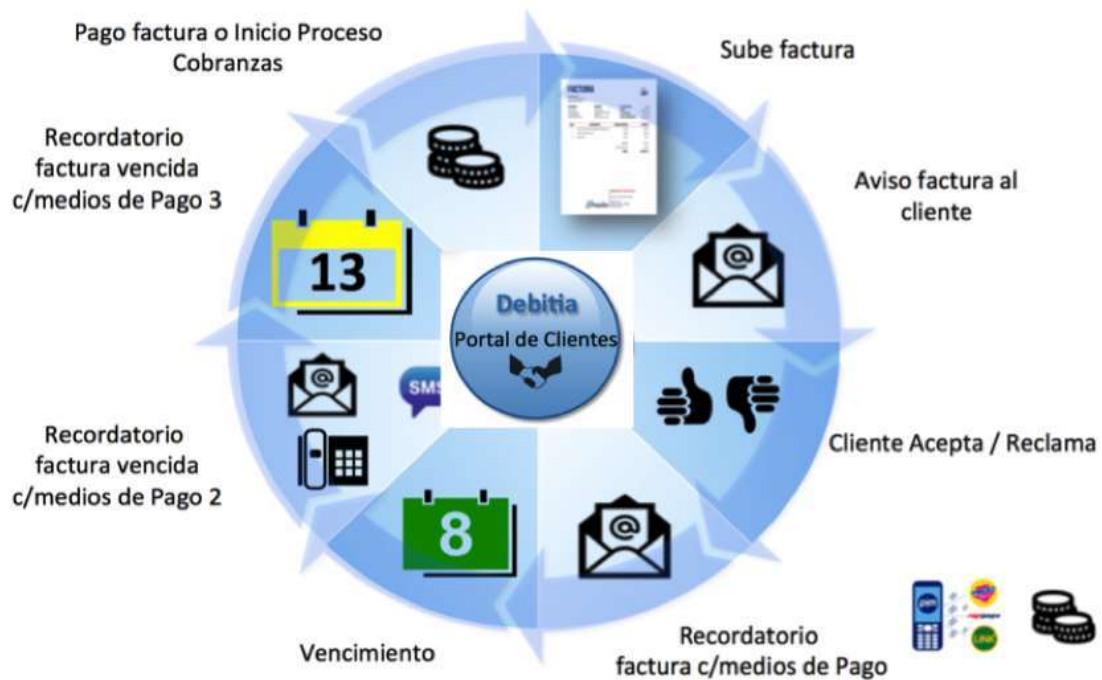 Pago factura o Inicio Proceso
Cobranzas
Sube factura
FACTURA
Recordatorio
factura vencida
c/medios de Pago 3
Aviso factura al
cliente
13
@
Debitia
Portal de Clientes
@
SMS
Recordatorio
factura vencida
c/medios de Pago 2
Cliente Acepta / Reclama
8
@
LINK
Vencimiento
Recordatorio
factura c/medios de Pago